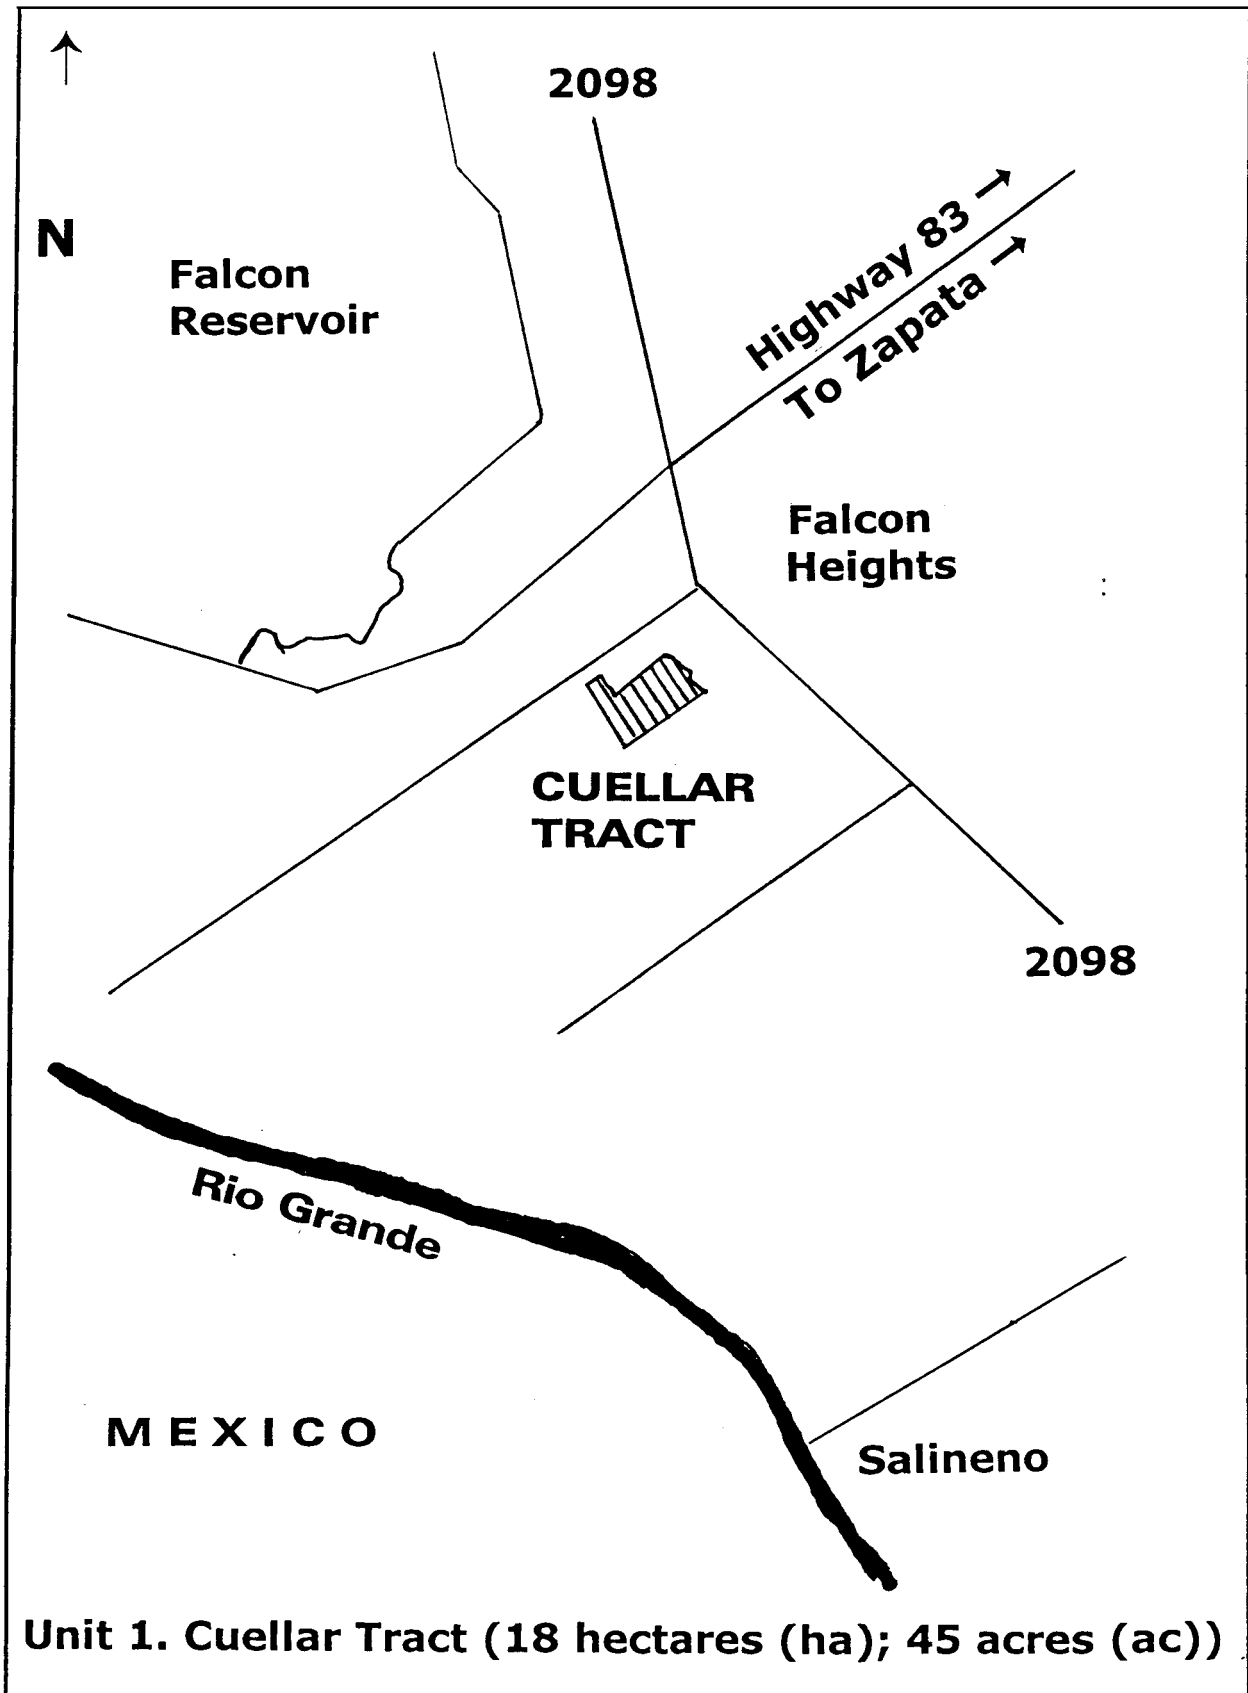 2098
N
Falcon
Reservoir
Highway 83 →
To Zapata →
Falcon
Heights
CUELLAR
TRACT
2098
Rio Grande
MEXICO
Salineno
Unit 1. Cuellar Tract (18 hectares (ha); 45 acres (ac))